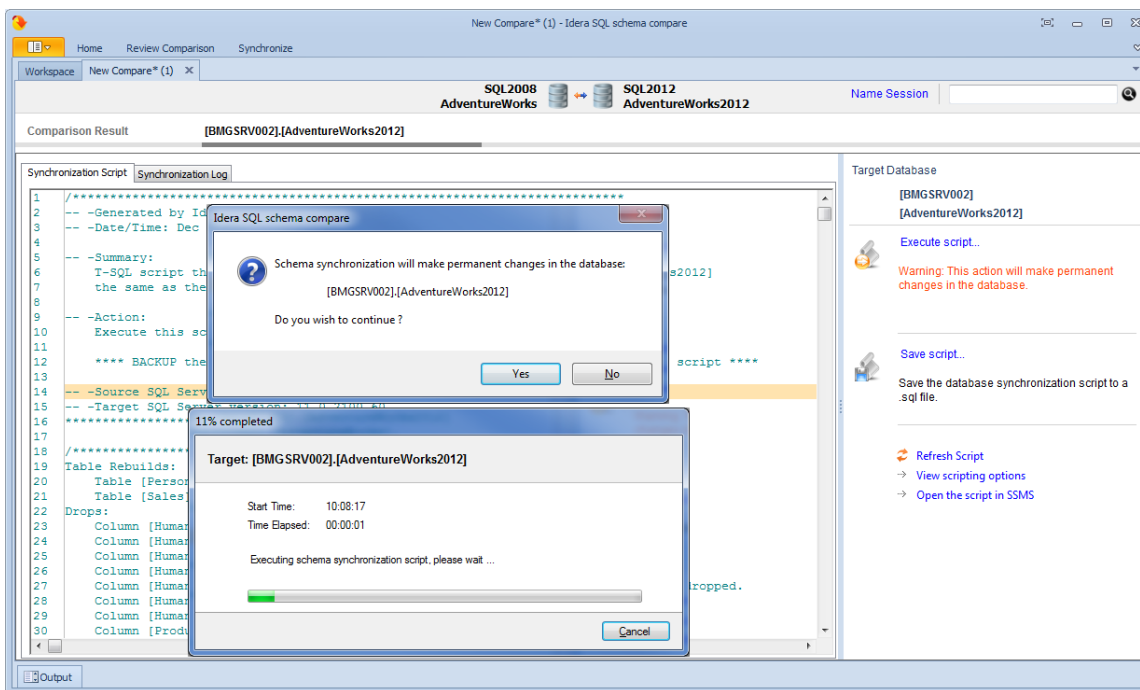 New Compare* (1) - Idera SQL schema compare
Home Review Comparison Synchronize
Workspace New Compare* (1)
SQL2008 SQL2012
AdventureWorks AdventureWorks2012
Name Session
Comparison Result [BMGSRV002].[AdventureWorks2012]
Synchronization Script Synchronization Log
1 /**************************************************************************
2 -- -Generated by Id
3 -- -Date/Time: Dec
4
5 -- -Summary:
6 T-SQL script th s2012]
7 the same as the
8
9 -- -Action:
10 Execute this sc
11
12 **** BACKUP the script ****
13
14 -- -Source SQL Serv
15 -- -Target SQL Server version: 11.0.2100.60
16 *****************
17
18 /****************
19 Table Rebuilds:
20 Table [Person
21 Table [Sales]
22 Drops:
23 Column [Human
24 Column [Human
25 Column [Human
26 Column [Human
27 Column [Human dropped.
28 Column [Human
29 Column [Human
30 Column [Produ
Idera SQL schema compare
Schema synchronization will make permanent changes in the database:
[BMGSRV002].[AdventureWorks2012]
Do you wish to continue ?
Yes No
11% completed
Target: [BMGSRV002].[AdventureWorks2012]
Start Time: 10:08:17
Time Elapsed: 00:00:01
Executing schema synchronization script, please wait ...
Cancel
Target Database
[BMGSRV002]
[AdventureWorks2012]
Execute script...
Warning: This action will make permanent
changes in the database.
Save script...
Save the database synchronization script to a
.sql file.
Refresh Script
View scripting options
Open the script in SSMS
Output